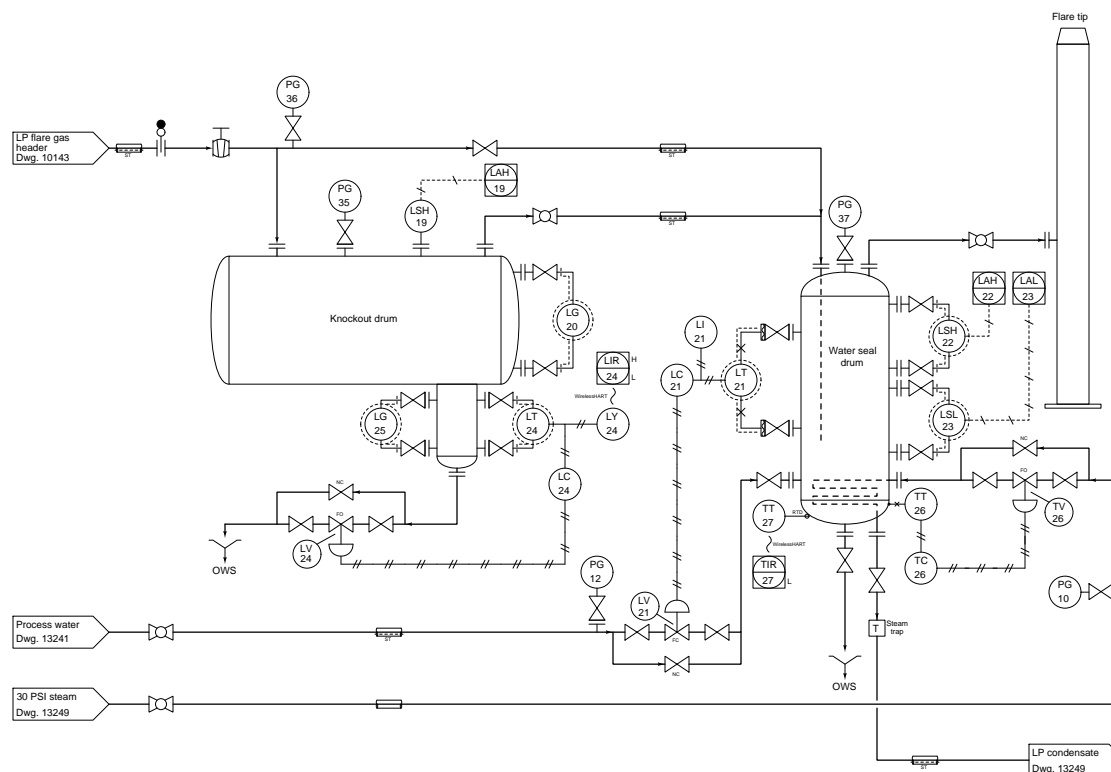 Flare tip
PG
36
LP flare gas
header
Dwg. 10143
ST
ST
LAH
19
PG
35
LSH
19
ST
PG
37
Knockout drum
LG
20
LAH
22
LAL
23
LI
21
LSH
22
Water seal
drum
LIR
24
H
L
LC
21
LT
21
WirelessHART
LG
25
LT
24
LY
24
LSL
23
NC
LC
24
NC
FO
FO
TT
26
TV
26
TT
27
RTD
WirelessHART
LV
24
OWS
TIR
27
L
TC
26
PG
12
PG
10
LV
21
Process water
Dwg. 13241
ST
FC
T
Steam
trap
NC
OWS
30 PSI steam
Dwg. 13249
LP condensate
Dwg. 13249
ST